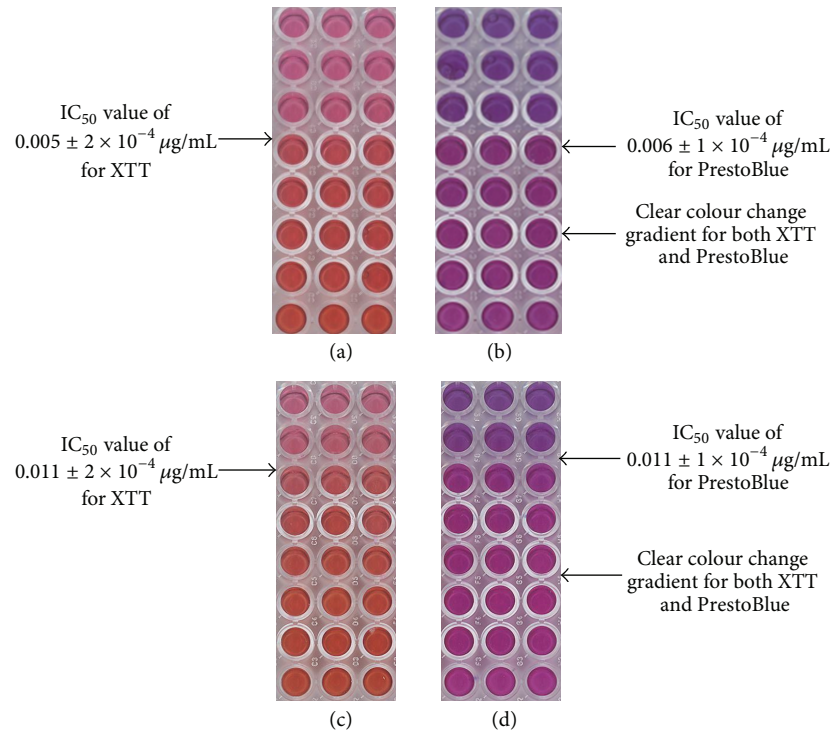 IC₅₀ value of
0.005 ± 2 × 10⁻⁴ μg/mL
for XTT
IC₅₀ value of
0.006 ± 1 × 10⁻⁴ μg/mL
for PrestoBlue
Clear colour change
gradient for both XTT
and PrestoBlue
(a)
(b)
IC₅₀ value of
0.011 ± 2 × 10⁻⁴ μg/mL
for XTT
IC₅₀ value of
0.011 ± 1 × 10⁻⁴ μg/mL
for PrestoBlue
Clear colour change
gradient for both XTT
and PrestoBlue
(c)
(d)